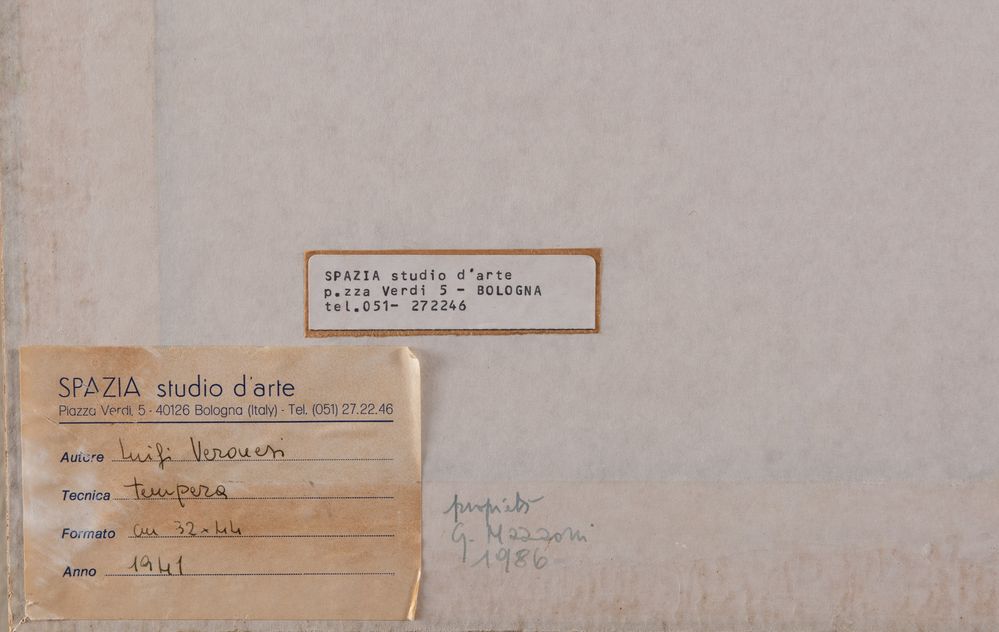 SPAZIA studio d'arte
p.zza Verdi 5 - BOLOGNA
tel.051- 272246
SPAZIA studio d'arte
Piazza Verdi, 5 - 40126 Bologna (Italy) - Tel. (051) 27.22.46
Autore Luigi Veronesi
Tecnica tempera
Formato cm 32x44
Anno 1941
propietà
G. Mazzoni
1986